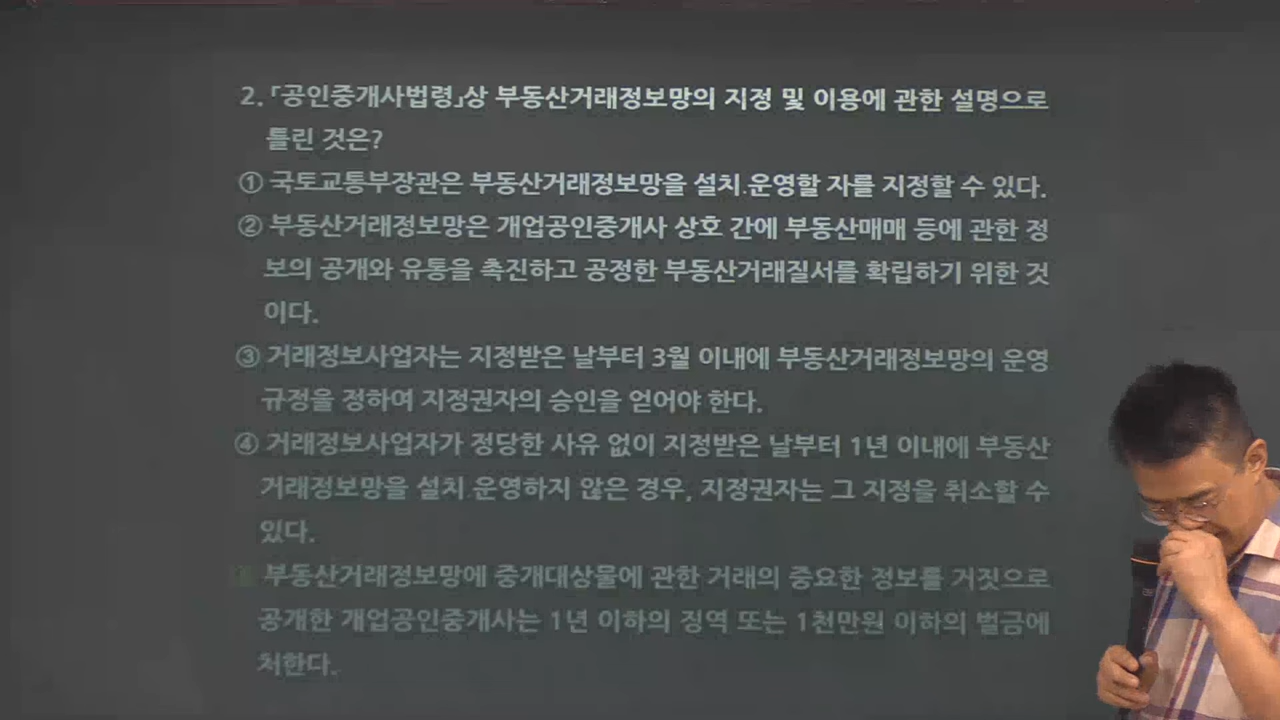 2. 「공인중개사법령」상 부동산거래정보망의 지정 및 이용에 관한 설명으로
틀린 것은?
① 국토교통부장관은 부동산거래정보망을 설치.운영할 자를 지정할 수 있다.
② 부동산거래정보망은 개업공인중개사 상호 간에 부동산매매 등에 관한 정
보의 공개와 유통을 촉진하고 공정한 부동산거래질서를 확립하기 위한 것
이다.
③ 거래정보사업자는 지정받은 날부터 3월 이내에 부동산거래정보망의 운영
규정을 정하여 지정권자의 승인을 얻어야 한다.
④ 거래정보사업자가 정당한 사유 없이 지정받은 날부터 1년 이내에 부동산
거래정보망을 설치.운영하지 않은 경우, 지정권자는 그 지정을 취소할 수
있다.
부동산거래정보망에 중개대상물에 관한 거래의 중요한 정보를 거짓으로
공개한 개업공인중개사는 1년 이하의 징역 또는 1천만원 이하의 벌금에
처한다.